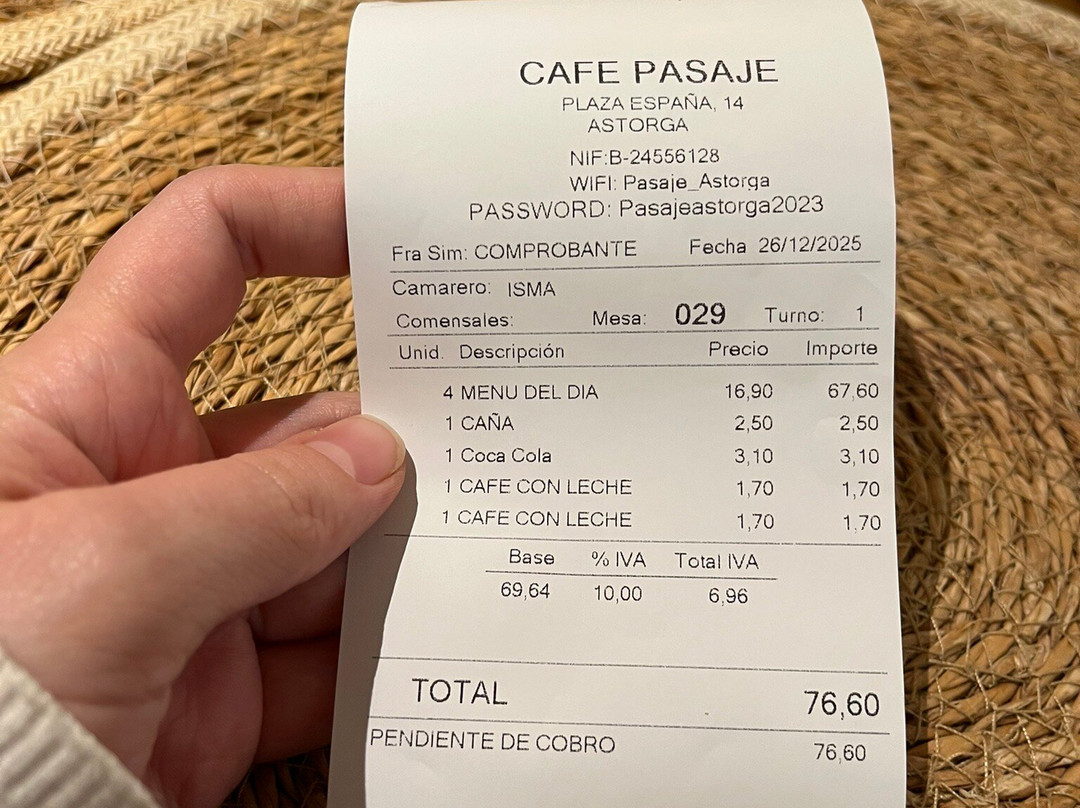 CAFE PASAJE
PLAZA ESPAÑA, 14
ASTORGA
NIF:B-24556128
WIFI: Pasaje_Astorga
PASSWORD: Pasajeastorga2023
Fra Sim: COMPROBANTE Fecha 26/12/2025
Camarero: ISMA
Comensales: Mesa: 029 Turno: 1
Unid. Descripción Precio Importe
4 MENU DEL DIA 16,90 67,60
1 CAÑA 2,50 2,50
1 Coca Cola 3,10 3,10
1 CAFE CON LECHE 1,70 1,70
1 CAFE CON LECHE 1,70 1,70
Base % IVA Total IVA
69,64 10,00 6,96
TOTAL 76,60
PENDIENTE DE COBRO 76,60